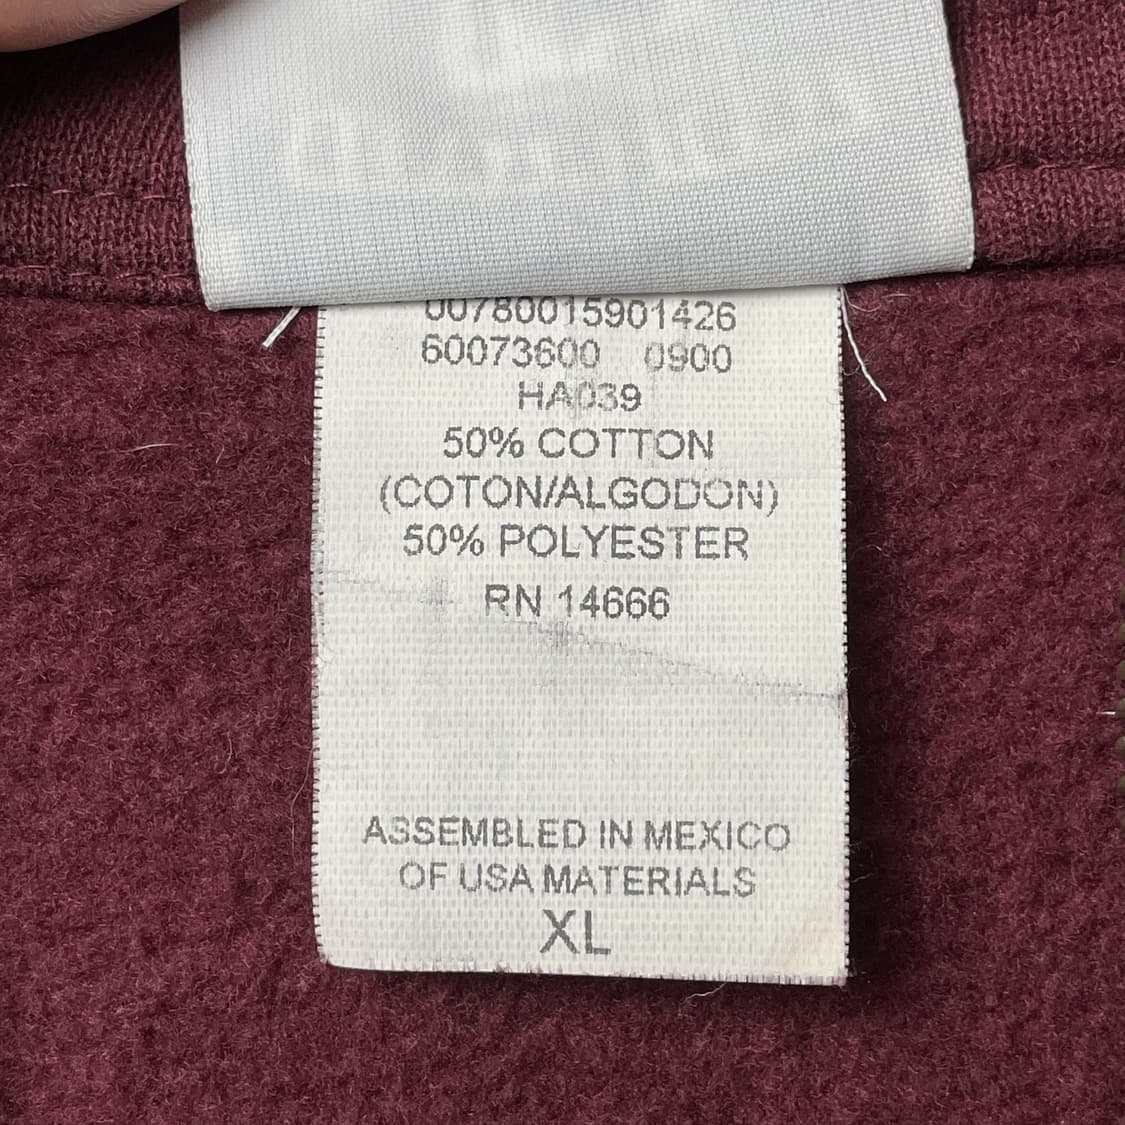 00780015901426
60073600 0900
HA039
50% COTTON
(COTON/ALGODON)
50% POLYESTER
RN 14666
ASSEMBLED IN MEXICO
OF USA MATERIALS
XL